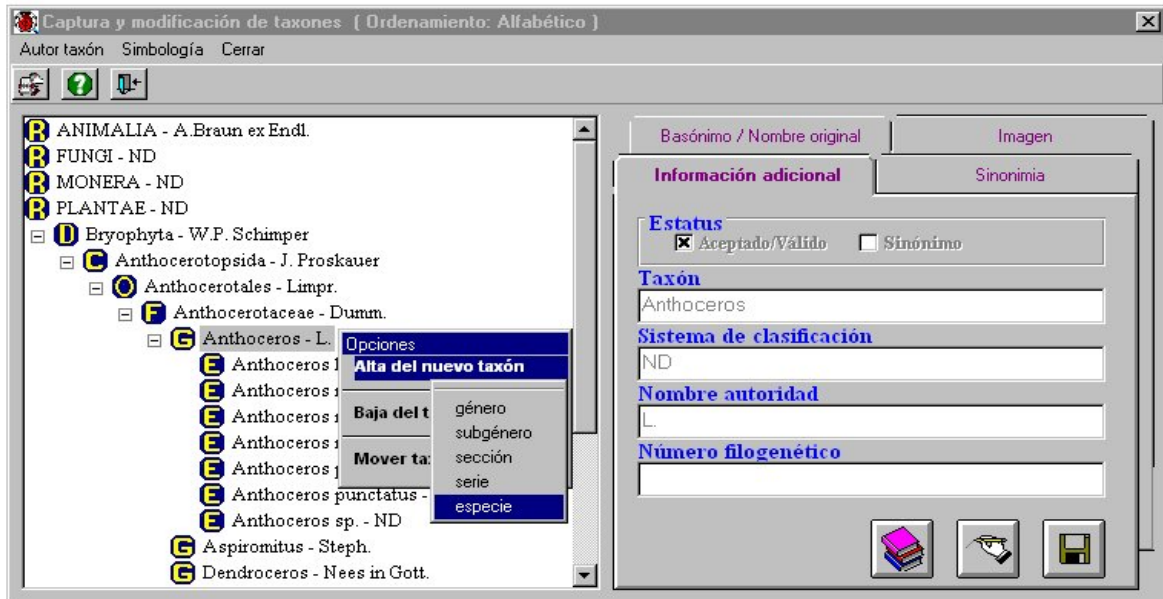 Captura y modificación de taxones ( Ordenamiento: Alfabético )
Autor taxón Simbología Cerrar
R ANIMALIA - A.Braun ex Endl.
R FUNGI - ND
R MONERA - ND
R PLANTAE - ND
D Bryophyta - W.P. Schimper
C Anthocerotopsida - J. Proskauer
O Anthocerotales - Limpr.
F Anthocerotaceae - Dumm.
G Anthoceros - L.
E Anthoceros
E Anthoceros
E Anthoceros
E Anthoceros
E Anthoceros
E Anthoceros punctatus -
E Anthoceros sp. - ND
G Aspiromitus - Steph.
G Dendroceros - Nees in Gott.
Opciones
Alta del nuevo taxón
Baja del t
Mover ta
género
subgénero
sección
serie
especie
Basónimo / Nombre original
Imagen
Información adicional
Sinonimia
Estatus
Aceptado/Válido Sinónimo
Taxón
Anthoceros
Sistema de clasificación
ND
Nombre autoridad
L.
Número filogenético